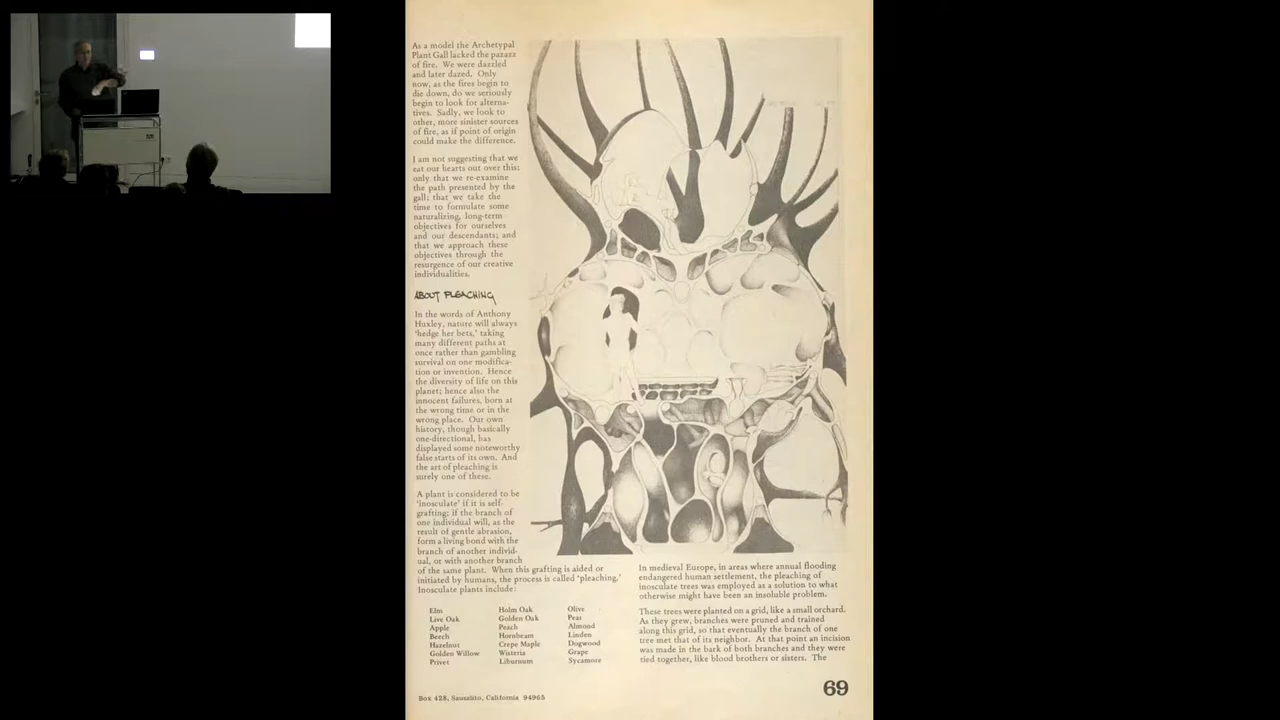 As a model the Archetypal
Plant Gall lacked the pazazz
of fire. We were dazzled
and later dazed. Only
now, as the fires begin to
die down, do we seriously
begin to look for alterna-
tives. Sadly, we look to
other, more sinister sources
of fire, as if point of origin
could make the difference.
I am not suggesting that we
eat our hearts out over this;
only that we re-examine
the path presented by the
gall; that we take the
time to formulate some
naturalizing, long-term
objectives for ourselves
and our descendants; and
that we approach these
objectives through the
resurgence of our creative
individualities.
ABOUT PLEACHING
In the words of Anthony
Huxley, nature will always
'hedge her bets,' taking
many different paths at
once rather than gambling
survival on one modifica-
tion or invention. Hence
the diversity of life on this
planet; hence also the
innocent failures, born at
the wrong time or in the
wrong place. Our own
history, though basically
one-directional, has
displayed some noteworthy
false starts of its own. And
the art of pleaching is
surely one of these.
A plant is considered to be
'inosculate' if it is self-
grafting; if the branch of
one individual will, as the
result of gentle abrasion,
form a living bond with the
branch of another individ-
ual, or with another branch
of the same plant. When this grafting is aided or
initiated by humans, the process is called 'pleaching.'
Inosculate plants include:
Elm
Live Oak
Apple
Beech
Hazelnut
Golden Willow
Privet
Holm Oak
Golden Oak
Peach
Hornbeam
Crepe Maple
Wisteria
Liburnum
Olive
Pear
Almond
Linden
Dogwood
Grape
Sycamore
In medieval Europe, in areas where annual flooding
endangered human settlement, the pleaching of
inosculate trees was employed as a solution to what
otherwise might have been an insoluble problem.
These trees were planted on a grid, like a small orchard.
As they grew, branches were pruned and trained
along this grid, so that eventually the branch of one
tree met that of its neighbor. At that point an incision
was made in the bark of both branches and they were
tied together, like blood brothers or sisters. The
Box 428, Sausalito, California 94965
69